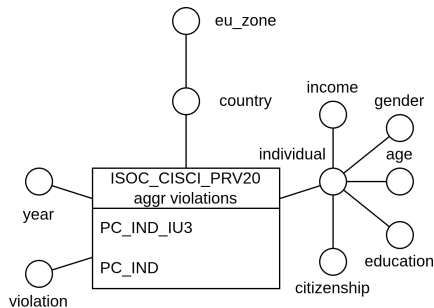 eu_zone
country
income
gender
individual
age
ISOC_CISCI_PRV20
aggr violations
year
PC_IND_IU3
education
PC_IND
citizenship
violation